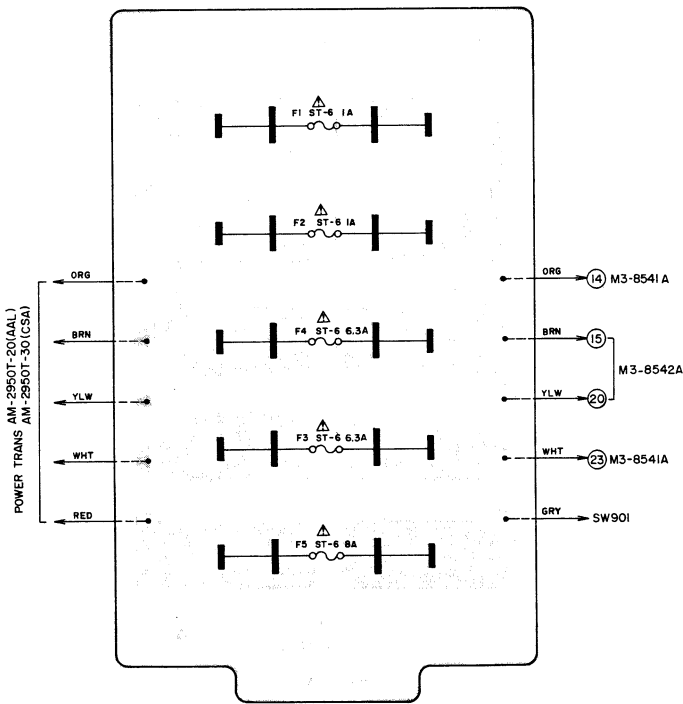 F1 ST-6 1A
F2 ST-6 1A
ORG
ORG 14 M3-8541A
F4 ST-6 6.3A
BRN
BRN 15
M3-8542A
YLW
YLW 20
F3 ST-6 6.3A
WHT
WHT 23 M3-8541A
RED
GRY SW901
F5 ST-6 8A
POWER TRANS AM-2950T-20(AAL)
AM-2950T-30(CSA)